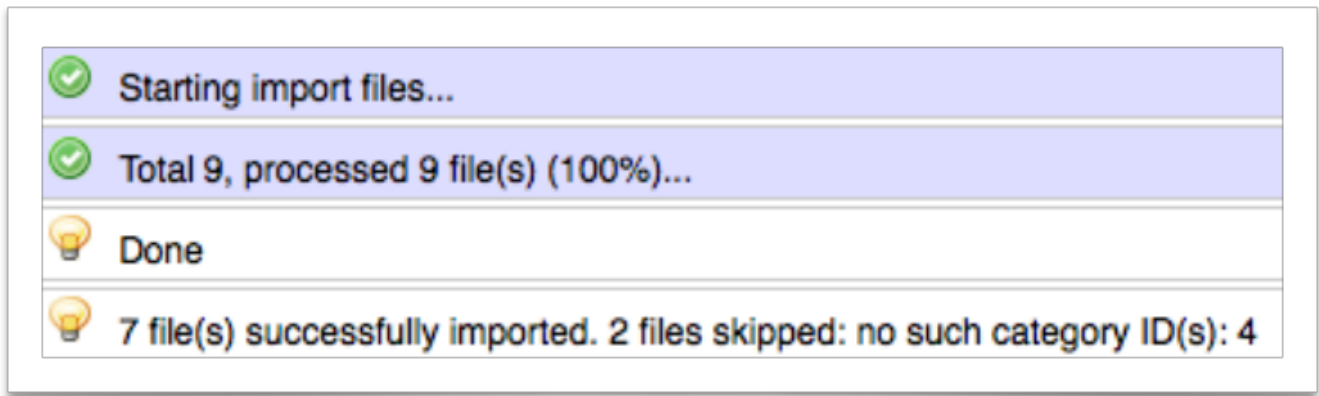 Starting import files...
Total 9, processed 9 file(s) (100%)...
Done
7 file(s) successfully imported. 2 files skipped: no such category ID(s): 4